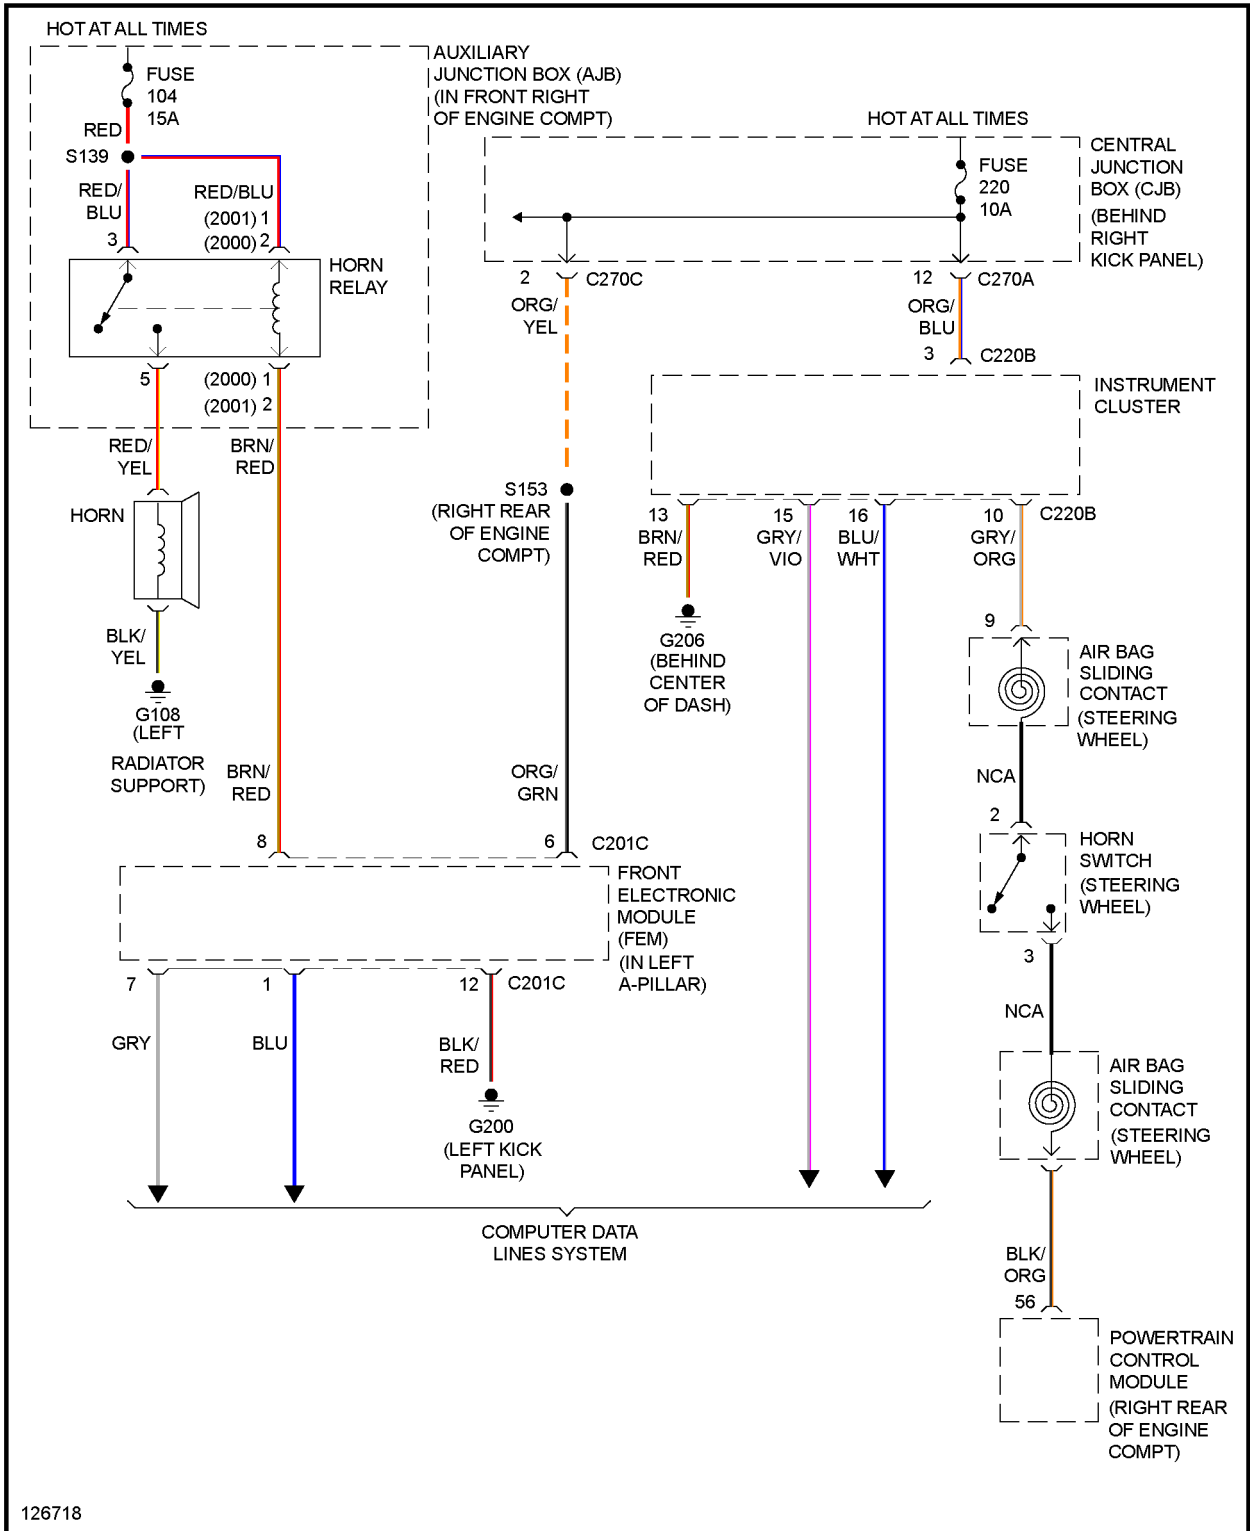 HOT AT ALL TIMES
AUXILIARY
JUNCTION BOX (AJB)
(IN FRONT RIGHT
OF ENGINE COMPT)
FUSE
104
15A
RED
S139
RED/
BLU
RED/BLU
(2001) 1
(2000) 2
3
HORN
RELAY
5
(2000) 1
(2001) 2
RED/
YEL
BRN/
RED
HORN
BLK/
YEL
G108
(LEFT
RADIATOR
SUPPORT)
BRN/
RED
8
HOT AT ALL TIMES
CENTRAL
JUNCTION
BOX (CJB)
(BEHIND
RIGHT
KICK PANEL)
FUSE
220
10A
2
C270C
12
C270A
ORG/
YEL
ORG/
BLU
3
C220B
INSTRUMENT
CLUSTER
S153
(RIGHT REAR
OF ENGINE
COMPT)
ORG/
GRN
6
C201C
13
15
16
10
C220B
BRN/
RED
GRY/
VIO
BLU/
WHT
GRY/
ORG
G206
(BEHIND
CENTER
OF DASH)
9
AIR BAG
SLIDING
CONTACT
(STEERING
WHEEL)
NCA
2
HORN
SWITCH
(STEERING
WHEEL)
3
NCA
AIR BAG
SLIDING
CONTACT
(STEERING
WHEEL)
BLK/
ORG
56
POWERTRAIN
CONTROL
MODULE
(RIGHT REAR
OF ENGINE
COMPT)
FRONT
ELECTRONIC
MODULE
(FEM)
(IN LEFT
A-PILLAR)
7
1
12
C201C
GRY
BLU
BLK/
RED
G200
(LEFT KICK
PANEL)
COMPUTER DATA
LINES SYSTEM
126718